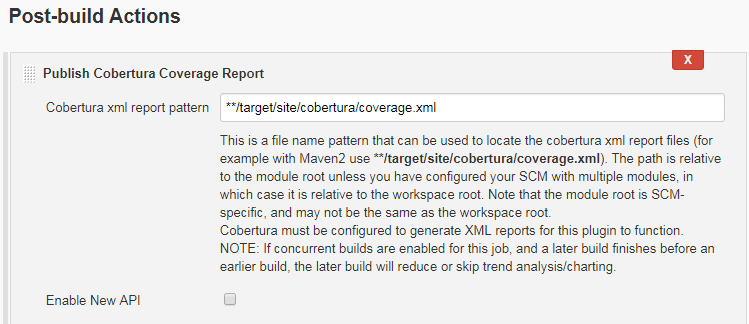 Post-build Actions
X
Publish Cobertura Coverage Report
Cobertura xml report pattern
**/target/site/cobertura/coverage.xml
This is a file name pattern that can be used to locate the cobertura xml report files (for
example with Maven2 use **/target/site/cobertura/coverage.xml). The path is relative
to the module root unless you have configured your SCM with multiple modules, in
which case it is relative to the workspace root. Note that the module root is SCM-
specific, and may not be the same as the workspace root.
Cobertura must be configured to generate XML reports for this plugin to function.
NOTE: If concurrent builds are enabled for this job, and a later build finishes before an
earlier build, the later build will reduce or skip trend analysis/charting.
Enable New API